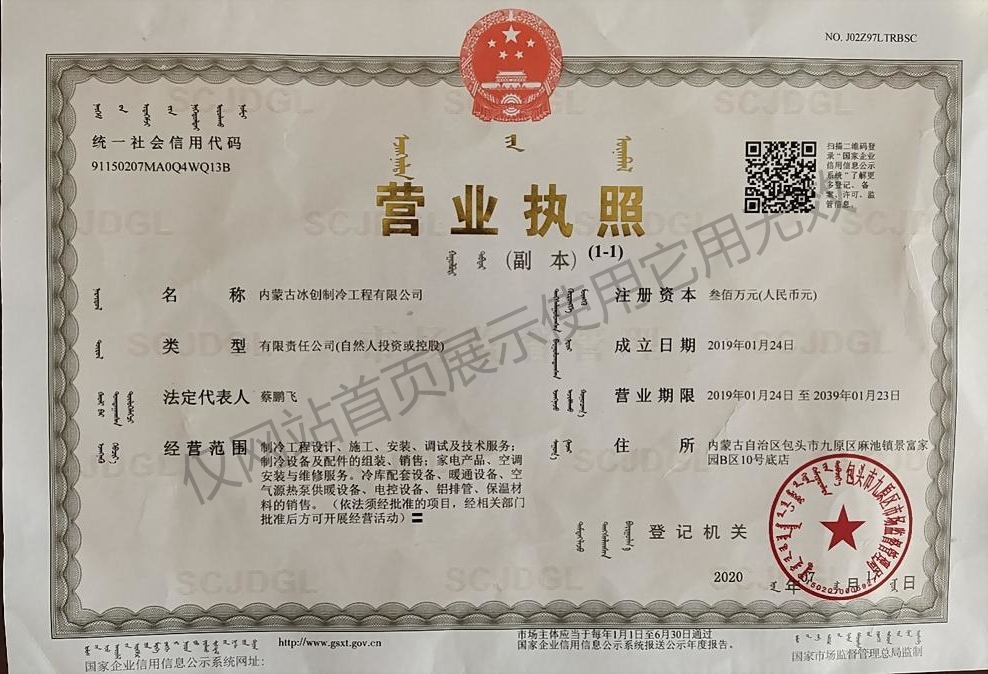 NO. J02Z97LTRBSC
统一社会信用代码
91150207MA0Q4WQ13B
扫描二维码登
录“国家企业
信用信息公示
系统”了解更
多登记、备
案、许可、监
管信息。
营业执照
(副 本) (1-1)
名 称 内蒙古冰创制冷工程有限公司
类 型 有限责任公司(自然人投资或控股)
法定代表人 蔡鹏飞
经营范围 制冷工程设计、施工、安装、调试及技术服务;
制冷设备及配件的组装、销售;家电产品、空调
安装与维修服务。冷库配套设备、暖通设备、空
气源热泵供暖设备、电控设备、铝排管、保温材
料的销售。(依法须经批准的项目,经相关部门
批准后方可开展经营活动)
注册资本 叁佰万元(人民币元)
成立日期 2019年01月24日
营业期限 2019年01月24日 至 2039年01月23日
住 所 内蒙古自治区包头市九原区麻池镇景富家
园B区10号底店
登记机关
包头市九原区市场监督管理局
2020 年 07 月 日
仅网站首页展示使用它用无效
SCJDGL
国家企业信用信息公示系统网址:
http://www.gsxt.gov.cn
市场主体应当于每年1月1日至6月30日通过
国家企业信用信息公示系统报送公示年度报告。
国家市场监督管理总局监制